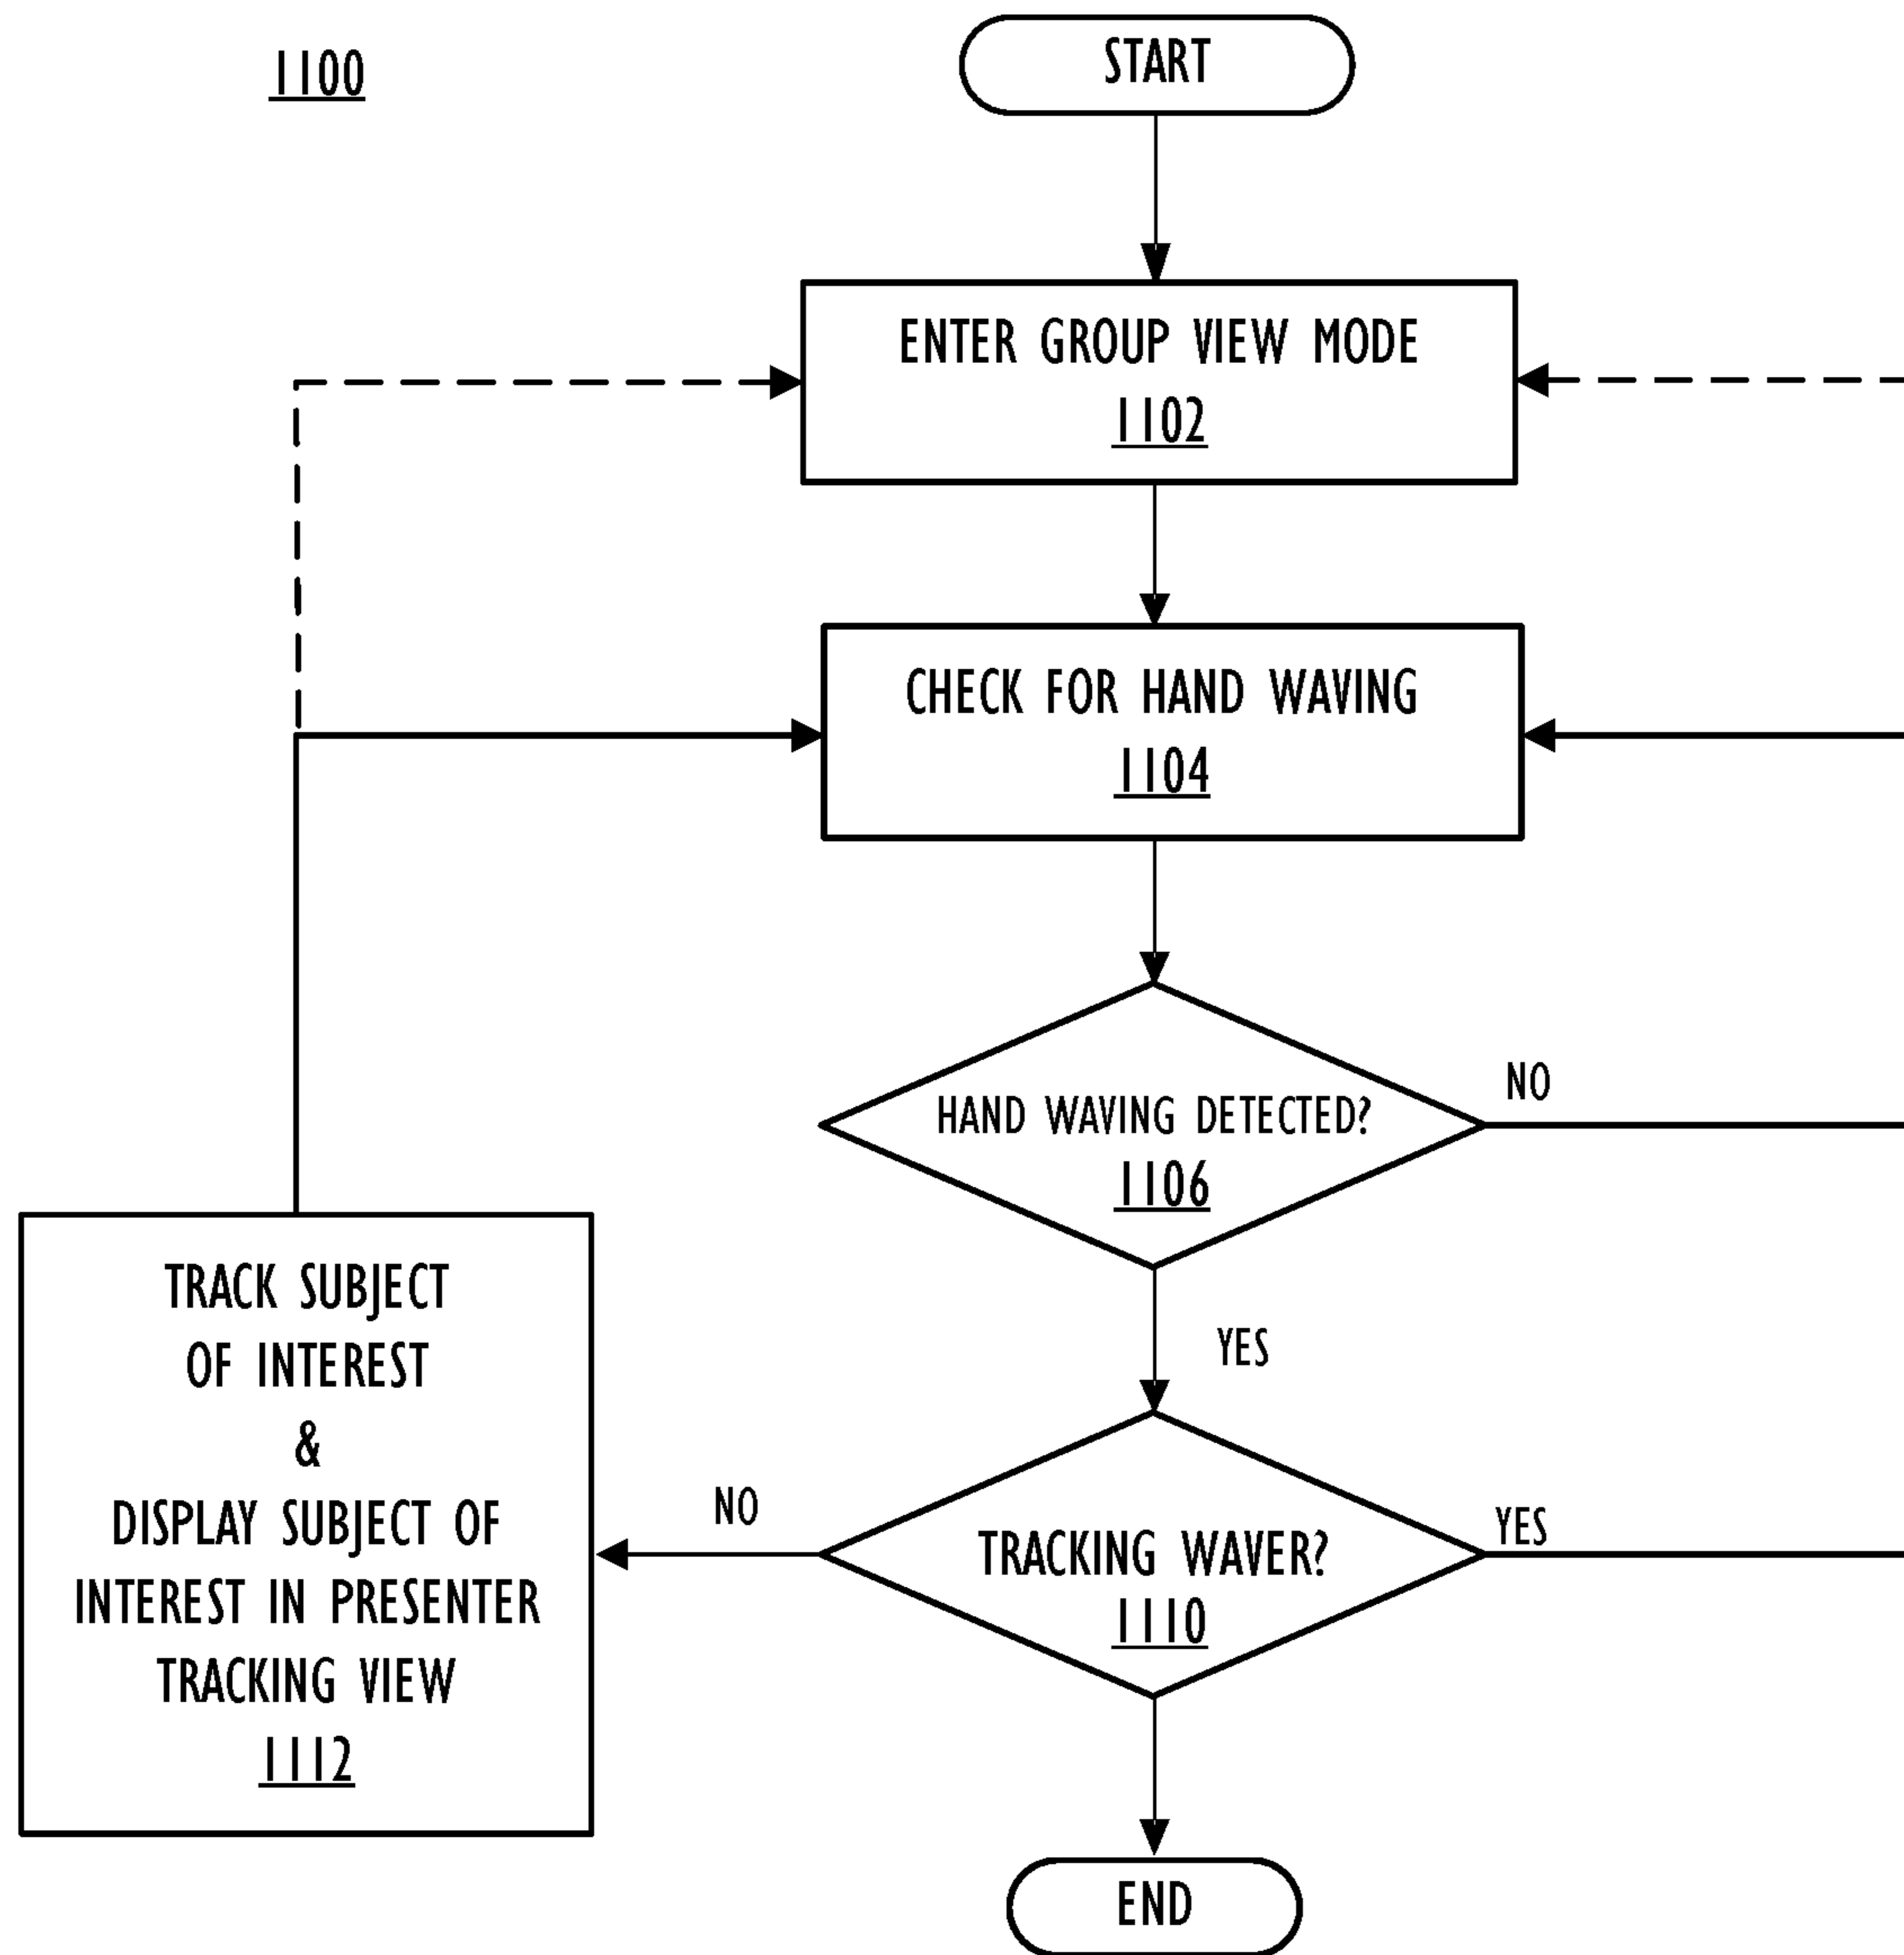 1100
START
ENTER GROUP VIEW MODE
1102
CHECK FOR HAND WAVING
1104
HAND WAVING DETECTED?
1106
NO
YES
TRACK SUBJECT
OF INTEREST
&
DISPLAY SUBJECT OF
INTEREST IN PRESENTER
TRACKING VIEW
1112
NO
TRACKING WAVER?
1110
YES
END